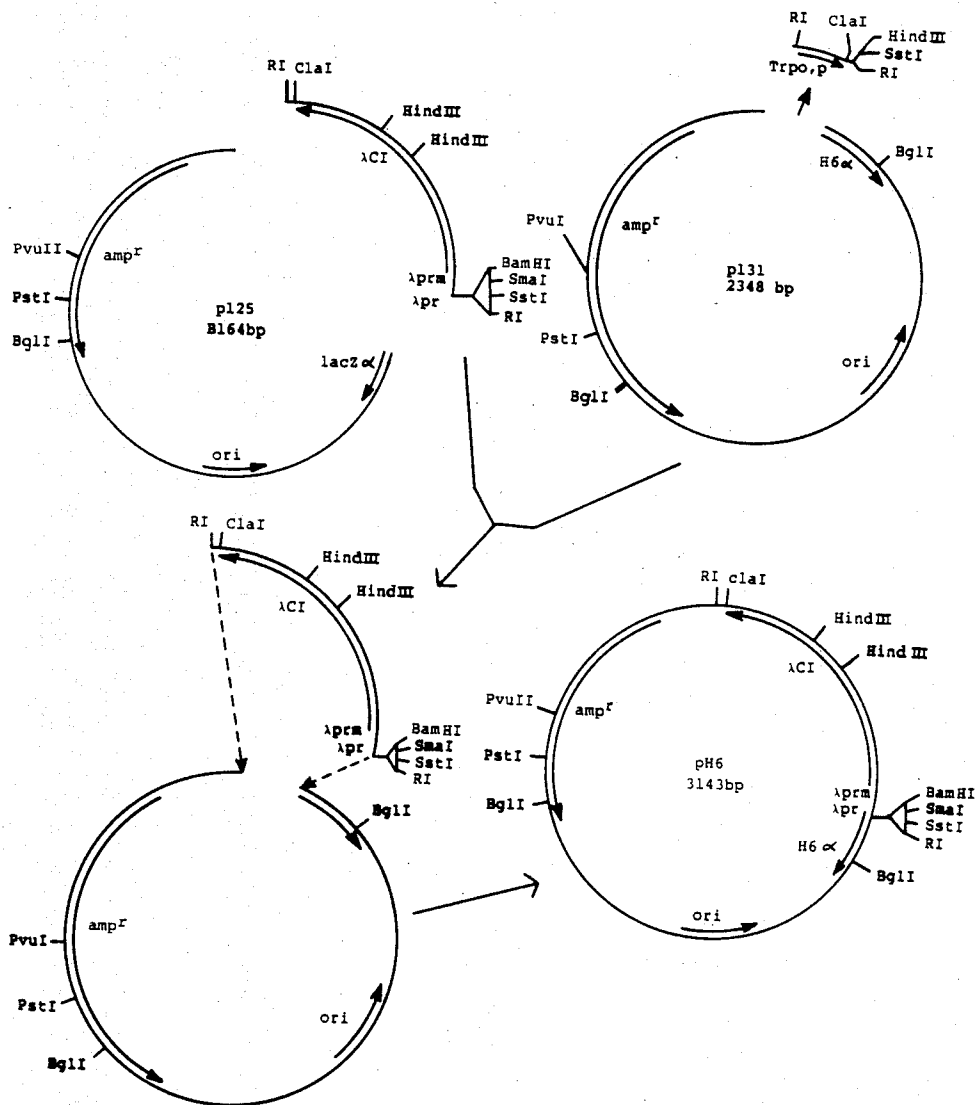 RI ClaI
HindIII
HindIII
λCI
PvuII
ampʳ
PstI
BglI
p125
B164bp
λprm
λpr
BamHI
SmaI
SstI
RI
lacZα
ori
RI ClaI
HindIII
SstI
RI
Trpo,p
H6α
BglI
PvuI
ampʳ
p131
2348 bp
PstI
BglI
ori
RI ClaI
HindIII
HindIII
λCI
λprm
λpr
BamHI
SmaI
SstI
RI
BglI
ampʳ
PvuI
PstI
BglI
ori
RI claI
HindIII
HindIII
λCI
PvuII
ampʳ
PstI
BglI
pH6
3143bp
λprm
λpr
BamHI
SmaI
SstI
RI
H6 α
BglI
ori